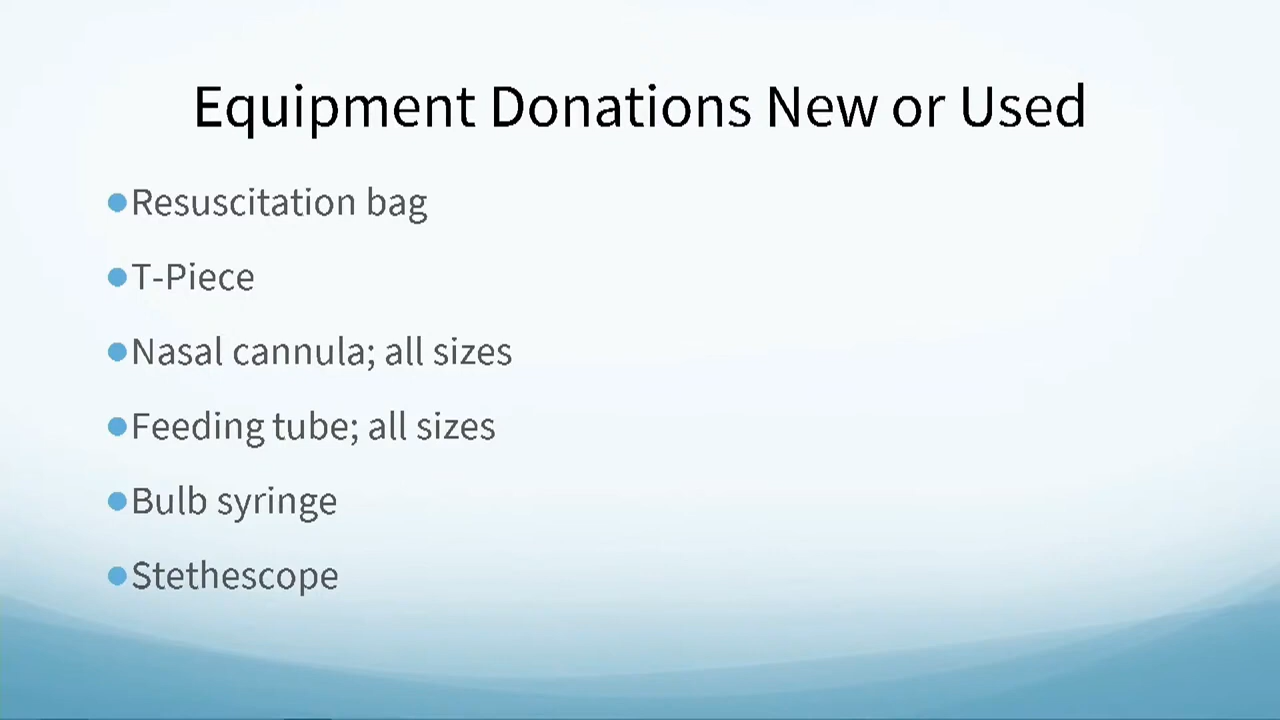 Equipment Donations New or Used
●Resuscitation bag
●T-Piece
●Nasal cannula; all sizes
●Feeding tube; all sizes
●Bulb syringe
●Stethescope